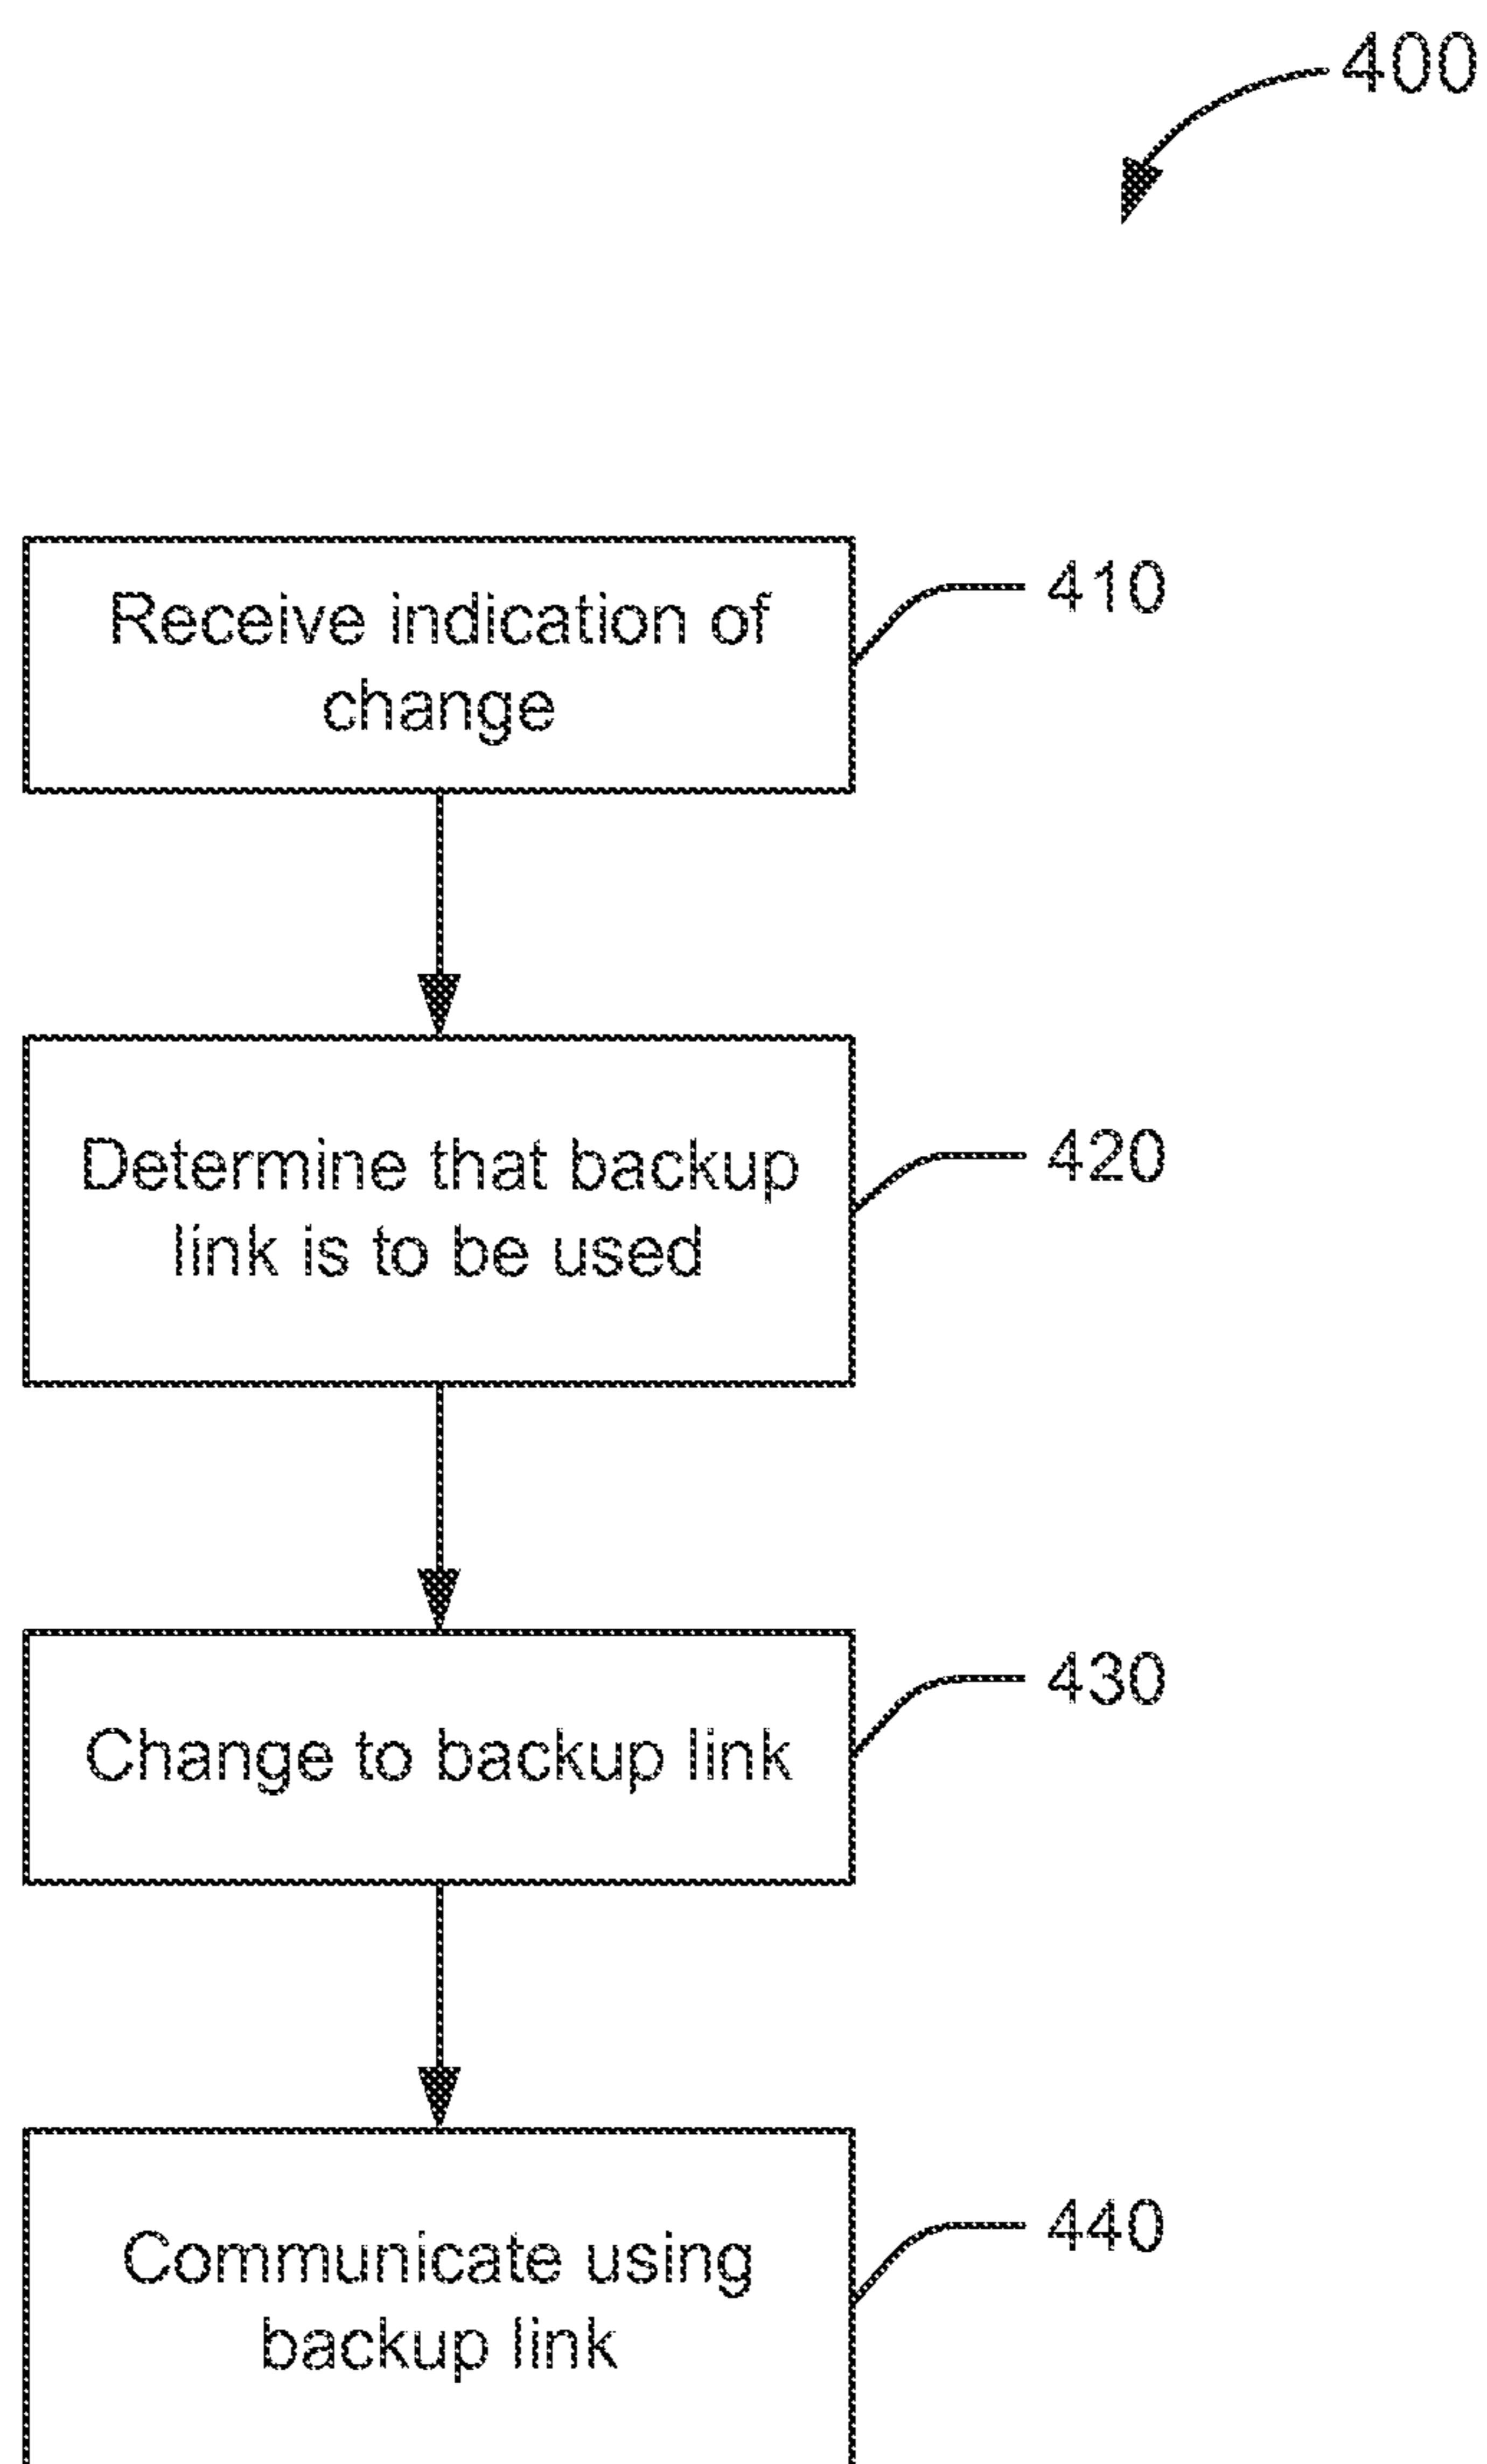 400
Receive indication of
change
410
Determine that backup
link is to be used
420
Change to backup link
430
Communicate using
backup link
440